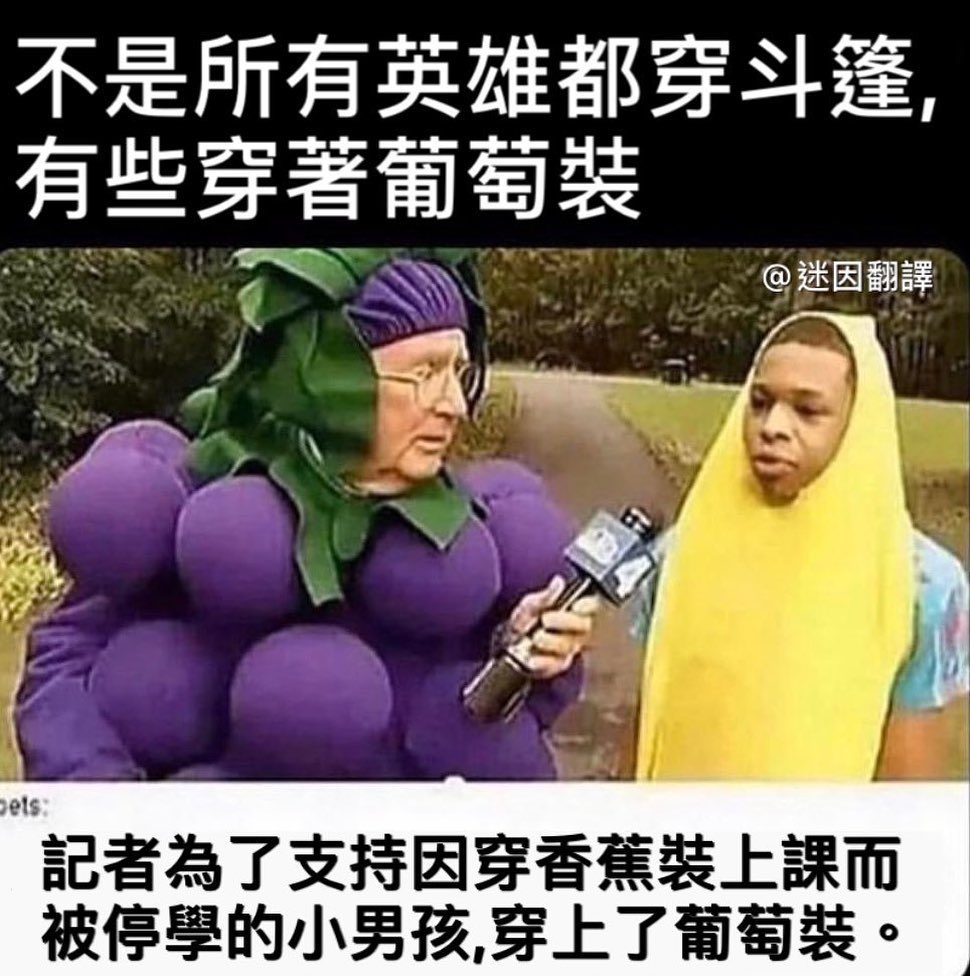 不是所有英雄都穿斗篷,
有些穿著葡萄裝
@迷因翻譯
記者為了支持因穿香蕉裝上課而
被停學的小男孩,穿上了葡萄裝。